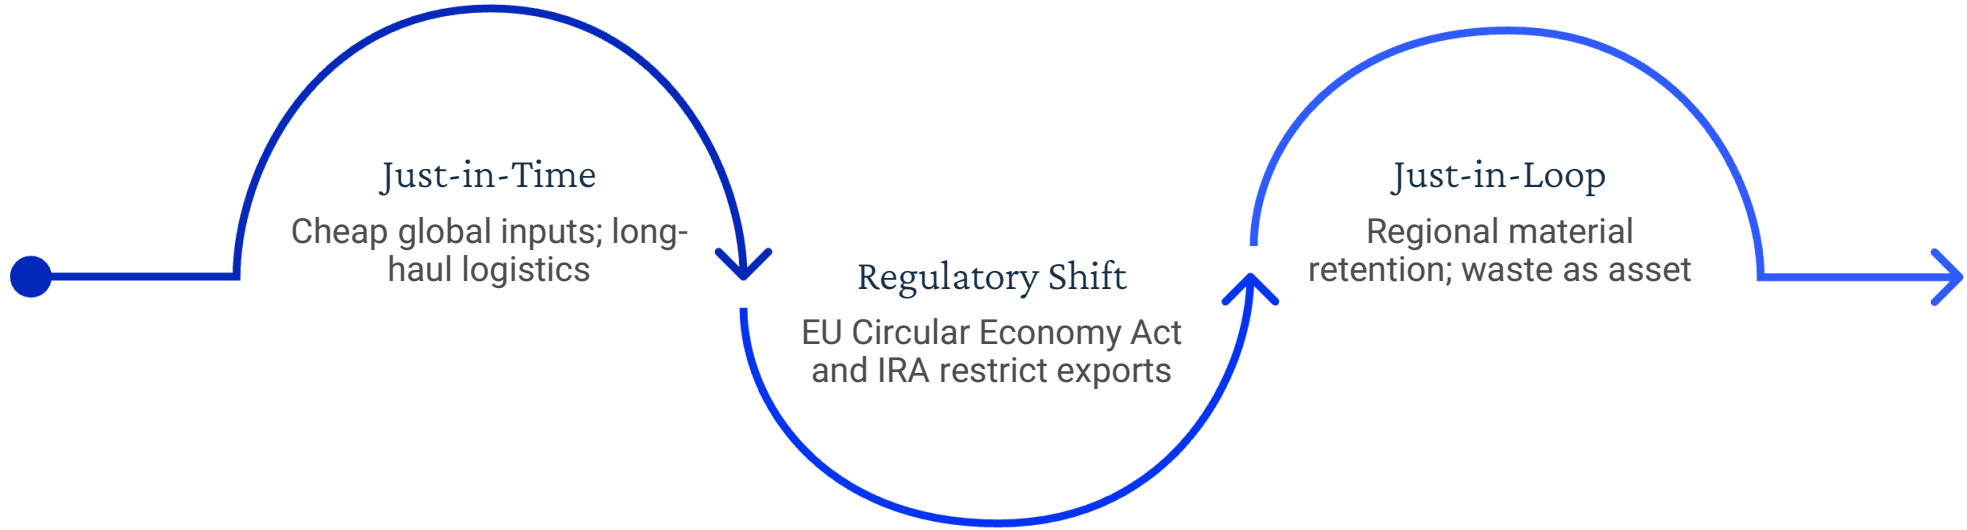 Just-in-Time
Cheap global inputs; long-
haul logistics
Regulatory Shift
EU Circular Economy Act
and IRA restrict exports
Just-in-Loop
Regional material
retention; waste as asset